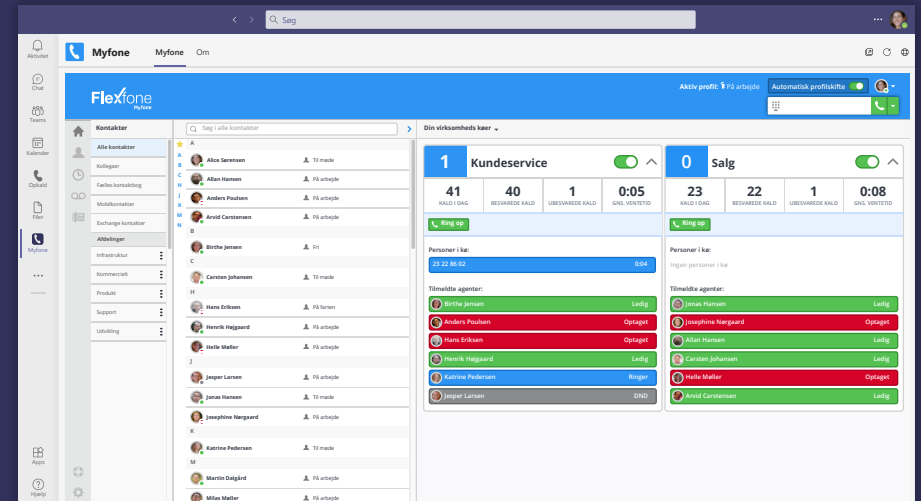 Søg
Aktivitet
Chat
Teams
Kalender
Opkald
Filer
Myfone
Apps
Hjælp
Myfone
Myfone
Om
Flexfone
Myfone
Aktiv profil: På arbejde
Automatisk profilskifte
Kontakter
Alle kontakter
Kollegaer
Fælles kontaktbog
Mobilkontakter
Exchange kontakter
Afdelinger
Infrastruktur
Kommercielt
Produkt
Support
Udvikling
Søg i alle kontakter
A
B
C
H
J
K
M
N
A
Alice Sørensen Til møde
Allan Hansen På arbejde
Anders Poulsen På arbejde
Arvid Carstensen På arbejde
B
Birthe Jensen Fri
C
Carsten Johansen Til møde
H
Hans Eriksen På farten
Henrik Højgaard På arbejde
Helle Møller På arbejde
J
Jesper Larsen På arbejde
Jonas Hansen Til møde
Josephine Nørgaard På arbejde
K
Katrine Pedersen Til møde
M
Martin Dalgård På arbejde
Milas Møller På arbejde
Din virksomheds køer
1 Kundeservice
41 40 1 0:05
KALD I DAG BESVAREDE KALD UBESVAREDE KALD GNS. VENTETID
Ring op
Personer i kø:
23 22 86 02 0:04
Tilmeldte agenter:
Birthe Jensen Ledig
Anders Poulsen Optaget
Hans Eriksen Optaget
Henrik Højgaard Ledig
Katrine Pedersen Ringer
Jesper Larsen DND
0 Salg
23 22 1 0:08
KALD I DAG BESVAREDE KALD UBESVAREDE KALD GNS. VENTETID
Ring op
Personer i kø:
Ingen personer i kø
Tilmeldte agenter:
Jonas Hansen Ledig
Josephine Nørgaard Optaget
Allan Hansen Ledig
Carsten Johansen Ledig
Helle Møller Optaget
Arvid Carstensen Ledig